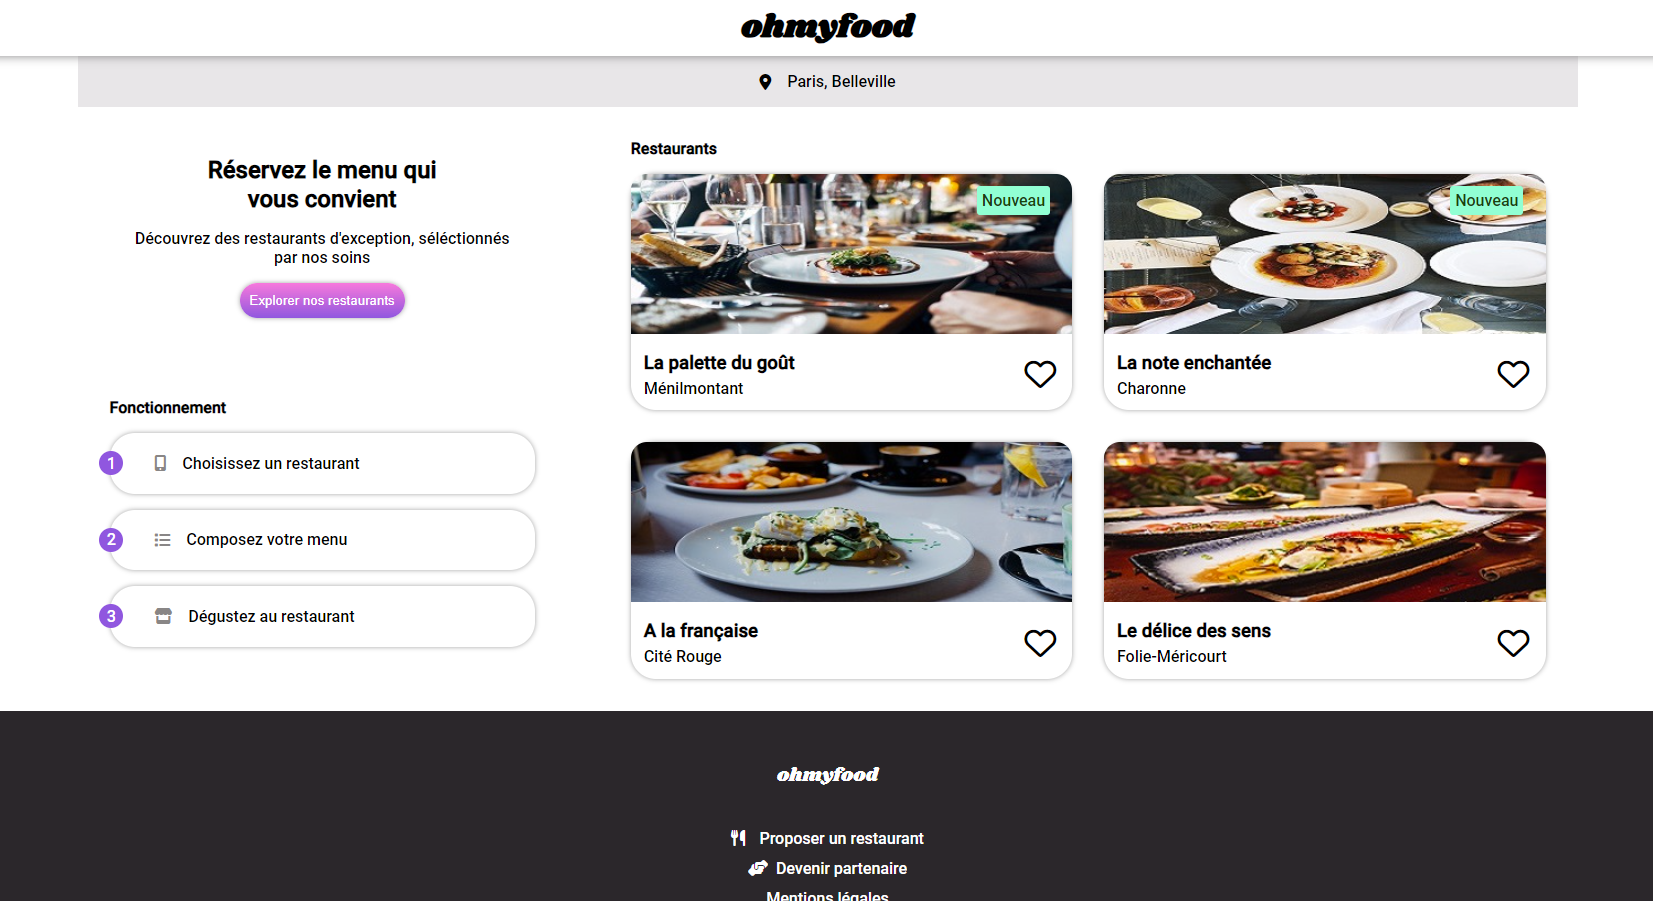 ohmyfood
Paris, Belleville
Réservez le menu qui
vous convient
Découvrez des restaurants d'exception, séléctionnés
par nos soins
Explorer nos restaurants
Fonctionnement
1 Choisissez un restaurant
2 Composez votre menu
3 Dégustez au restaurant
Restaurants
Nouveau
La palette du goût
Ménilmontant
Nouveau
La note enchantée
Charonne
A la française
Cité Rouge
Le délice des sens
Folie-Méricourt
ohmyfood
Proposer un restaurant
Devenir partenaire
Mentions légales